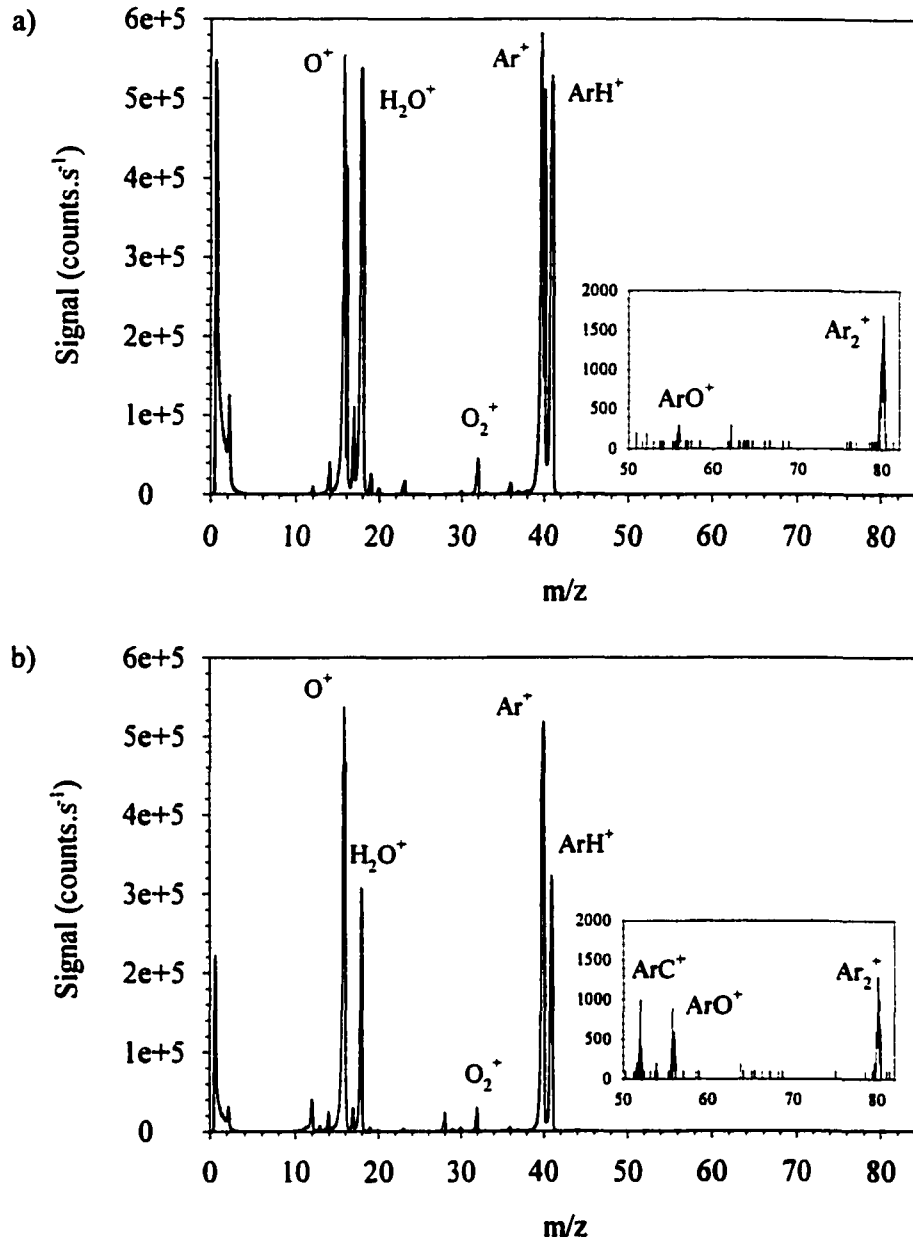 a)
6e+5
5e+5
4e+5
3e+5
2e+5
1e+5
0
Signal (counts.s⁻¹)
O⁺
H₂O⁺
O₂⁺
Ar⁺
ArH⁺
2000
1500
1000
500
0
ArO⁺
Ar₂⁺
50 60 70 80
0 10 20 30 40 50 60 70 80
m/z
b)
6e+5
5e+5
4e+5
3e+5
2e+5
1e+5
0
Signal (counts.s⁻¹)
O⁺
H₂O⁺
O₂⁺
Ar⁺
ArH⁺
2000
1500
1000
500
0
ArC⁺
ArO⁺
Ar₂⁺
50 60 70 80
0 10 20 30 40 50 60 70 80
m/z